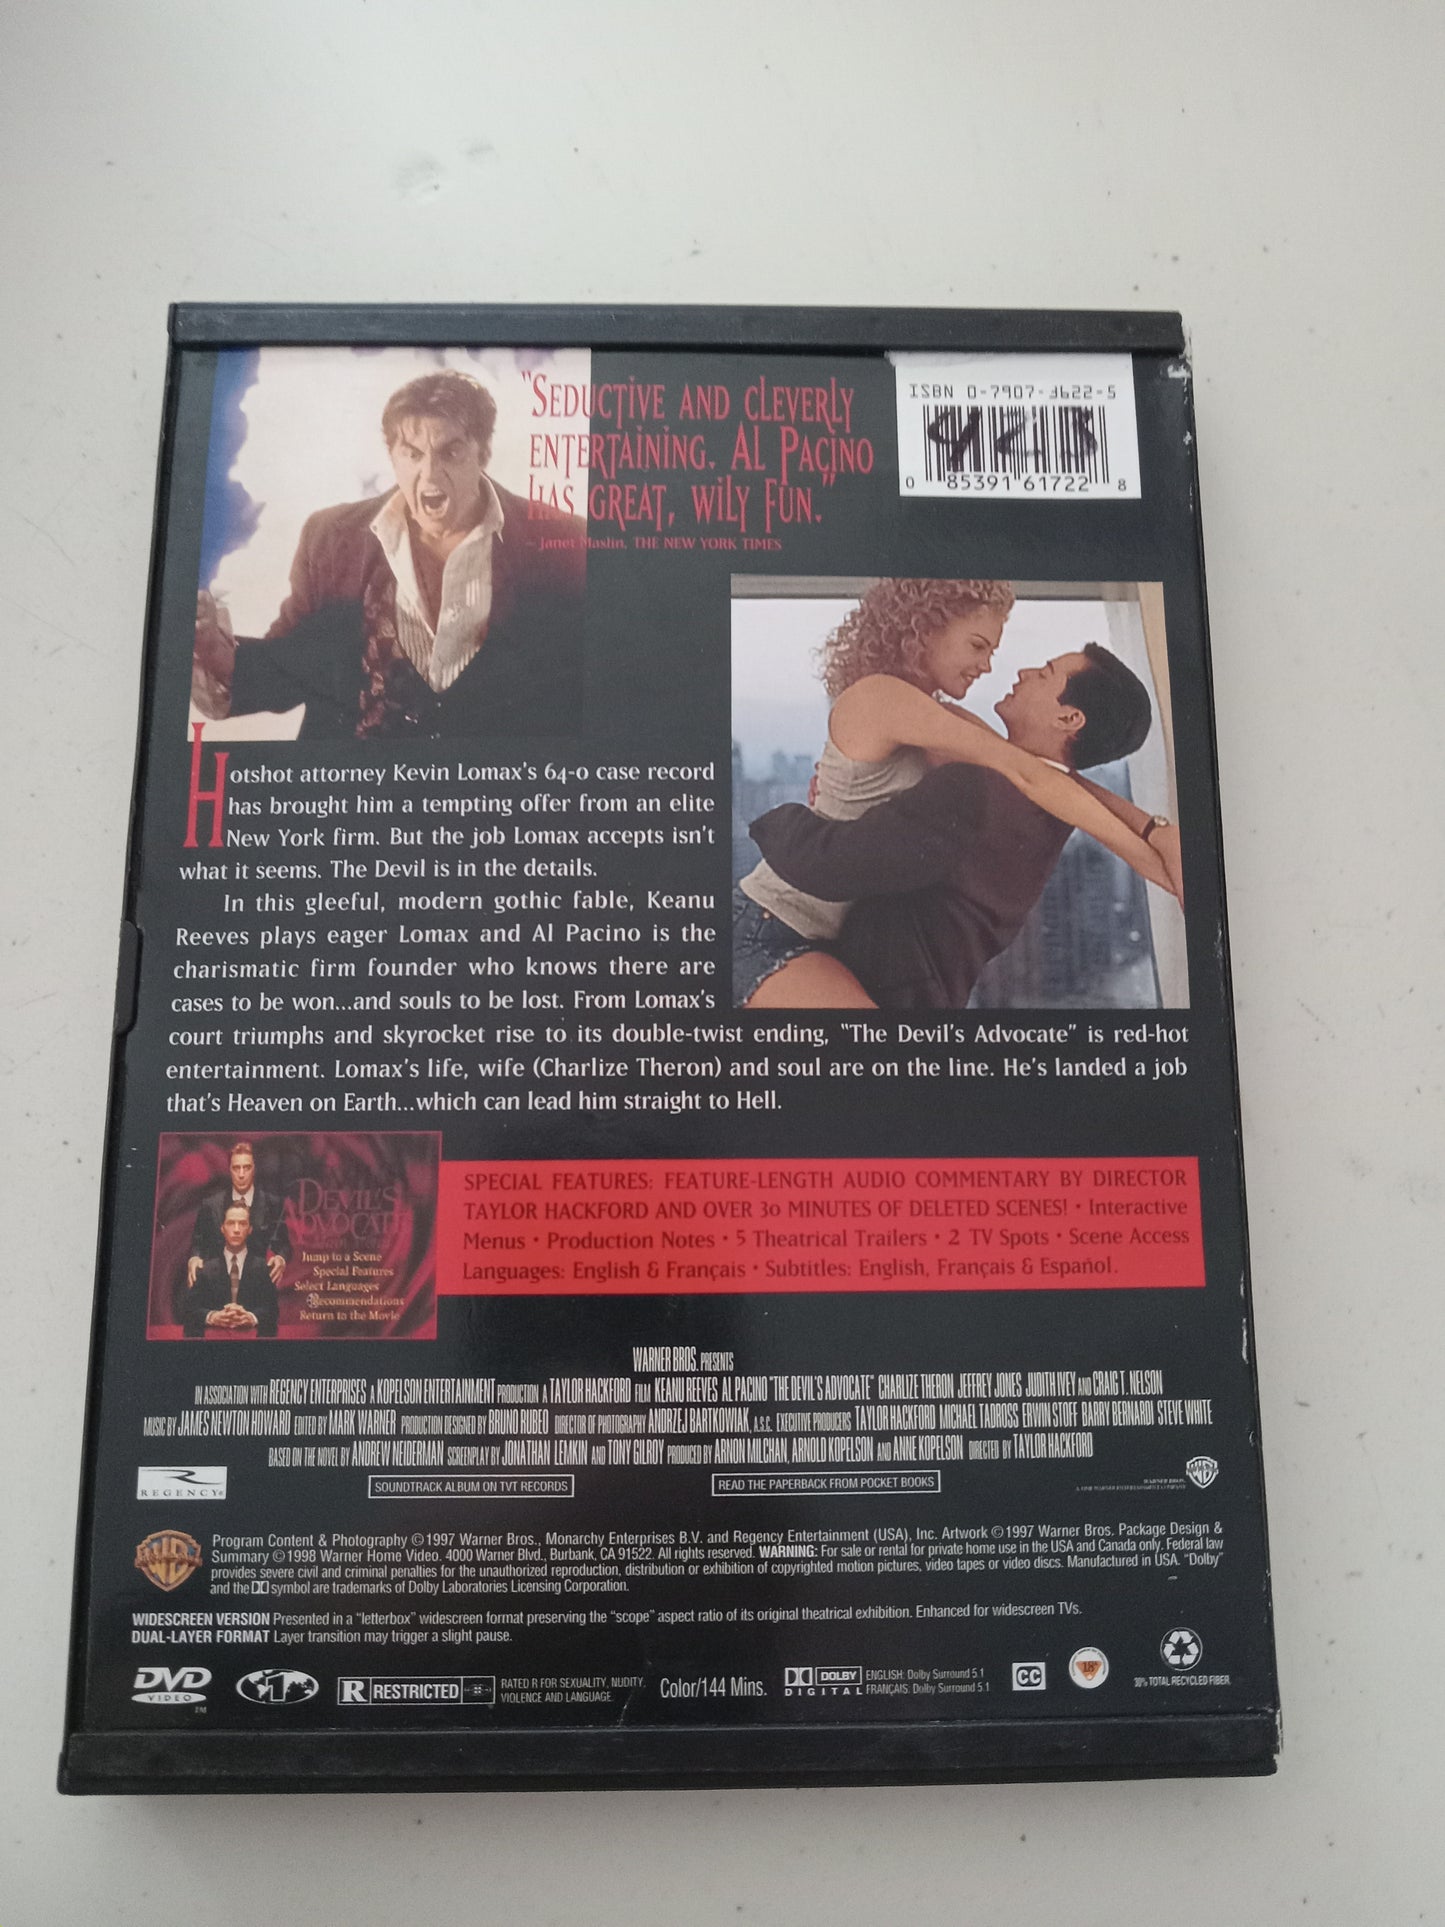 "SEDUCTIVE AND CLEVERLY
ENTERTAINING. AL PACINO
HAS GREAT, WILY FUN."
– Janet Maslin, THE NEW YORK TIMES
ISBN 0-7907-3622-5
0 85391 61722 8
Hotshot attorney Kevin Lomax's 64-0 case record
has brought him a tempting offer from an elite
New York firm. But the job Lomax accepts isn't
what it seems. The Devil is in the details.
In this gleeful, modern gothic fable, Keanu
Reeves plays eager Lomax and Al Pacino is the
charismatic firm founder who knows there are
cases to be won...and souls to be lost. From Lomax's
court triumphs and skyrocket rise to its double-twist ending, "The Devil's Advocate" is red-hot
entertainment. Lomax's life, wife (Charlize Theron) and soul are on the line. He's landed a job
that's Heaven on Earth...which can lead him straight to Hell.
DEVIL'S
ADVOCATE
Jump to a Scene
Special Features
Select Languages
Recommendations
Return to the Movie
SPECIAL FEATURES: FEATURE-LENGTH AUDIO COMMENTARY BY DIRECTOR
TAYLOR HACKFORD AND OVER 30 MINUTES OF DELETED SCENES! • Interactive
Menus • Production Notes • 5 Theatrical Trailers • 2 TV Spots • Scene Access
Languages: English & Français • Subtitles: English, Français & Español.
WARNER BROS. PRESENTS
IN ASSOCIATION WITH REGENCY ENTERPRISES A KOPELSON ENTERTAINMENT PRODUCTION A TAYLOR HACKFORD FILM KEANU REEVES AL PACINO "THE DEVIL'S ADVOCATE" CHARLIZE THERON JEFFREY JONES JUDITH IVEY AND CRAIG T. NELSON
MUSIC BY JAMES NEWTON HOWARD EDITED BY MARK WARNER PRODUCTION DESIGNED BY BRUNO RUBEO DIRECTOR OF PHOTOGRAPHY ANDRZEJ BARTKOWIAK, A.S.C. EXECUTIVE PRODUCERS TAYLOR HACKFORD MICHAEL TADROSS ERWIN STOFF BARRY BERNARDI STEVE WHITE
BASED ON THE NOVEL BY ANDREW NEIDERMAN SCREENPLAY BY JONATHAN LEMKIN AND TONY GILROY PRODUCED BY ARNON MILCHAN, ARNOLD KOPELSON AND ANNE KOPELSON DIRECTED BY TAYLOR HACKFORD
REGENCY®
SOUNDTRACK ALBUM ON TVT RECORDS
READ THE PAPERBACK FROM POCKET BOOKS
WARNER BROS.
Program Content & Photography ©1997 Warner Bros., Monarchy Enterprises B.V. and Regency Entertainment (USA), Inc. Artwork ©1997 Warner Bros. Package Design &
Summary ©1998 Warner Home Video. 4000 Warner Blvd., Burbank, CA 91522. All rights reserved. WARNING: For sale or rental for private home use in the USA and Canada only. Federal law
provides severe civil and criminal penalties for the unauthorized reproduction, distribution or exhibition of copyrighted motion pictures, video tapes or video discs. Manufactured in USA. "Dolby"
and the DD symbol are trademarks of Dolby Laboratories Licensing Corporation.
WIDESCREEN VERSION Presented in a "letterbox" widescreen format preserving the "scope" aspect ratio of its original theatrical exhibition. Enhanced for widescreen TVs.
DUAL-LAYER FORMAT Layer transition may trigger a slight pause.
DVD
VIDEO
TM
1
R RESTRICTED
RATED R FOR SEXUALITY, NUDITY,
VIOLENCE AND LANGUAGE.
Color/144 Mins.
DOLBY
DIGITAL
ENGLISH: Dolby Surround 5.1
FRANÇAIS: Dolby Surround 5.1
CC
18
30% TOTAL RECYCLED FIBER